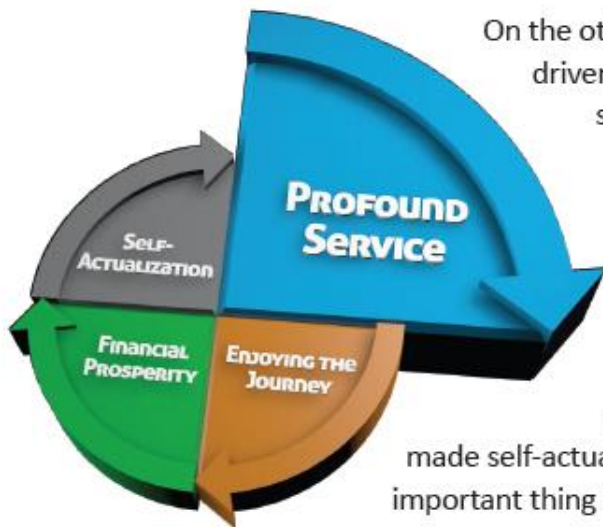 On the ot
driven
s
PROFOUND
SERVICE
SELF-
ACTUALIZATION
FINANCIAL
PROSPERITY
ENJOYING THE
JOURNEY
made self-actua
important thing